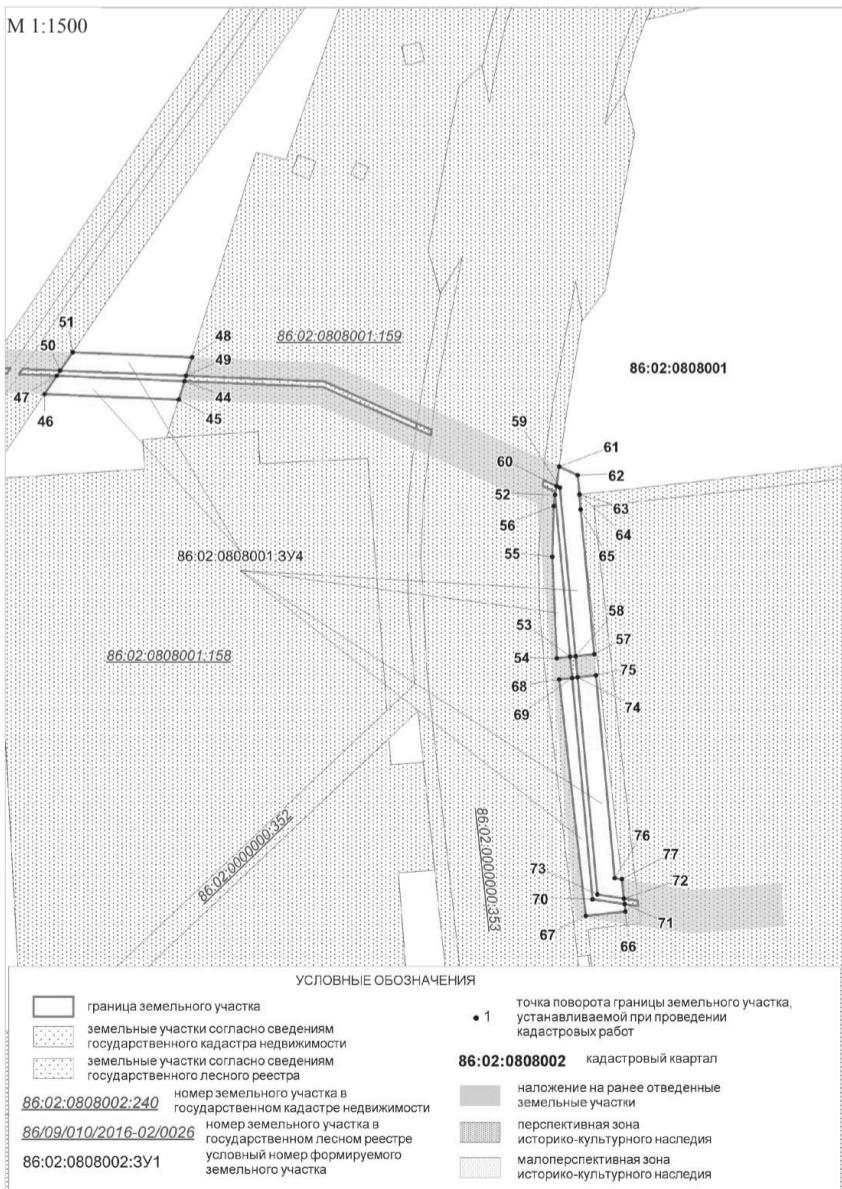 М 1:1500
51
48
86:02:0808001:159
50
49
86:02:0808001
47
44
46
45
59
61
60
62
52
63
56
64
65
55
86:02:0808001:ЗУ4
58
53
57
86:02:0808001:158
54
75
68
74
69
86:02:0000000:352
86:02:0000000:353
76
77
73
72
70
71
67
66
УСЛОВНЫЕ ОБОЗНАЧЕНИЯ
граница земельного участка
земельные участки согласно сведениям
государственного кадастра недвижимости
земельные участки согласно сведениям
государственного лесного реестра
86:02:0808002:240 номер земельного участка в
государственном кадастре недвижимости
86/09/010/2016-02/0026 номер земельного участка в
государственном лесном реестре
86:02:0808002:ЗУ1 условный номер формируемого
земельного участка
1 точка поворота границы земельного участка,
устанавливаемой при проведении
кадастровых работ
86:02:0808002 кадастровый квартал
наложение на ранее отведенные
земельные участки
перспективная зона
историко-культурного наследия
малоперспективная зона
историко-культурного наследия